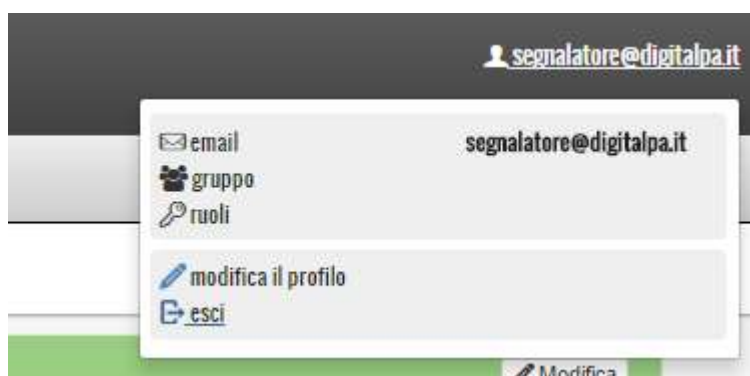 segnalatore@digitalpa.it
email segnalatore@digitalpa.it
gruppo
ruoli
modifica il profilo
esci
Modifica